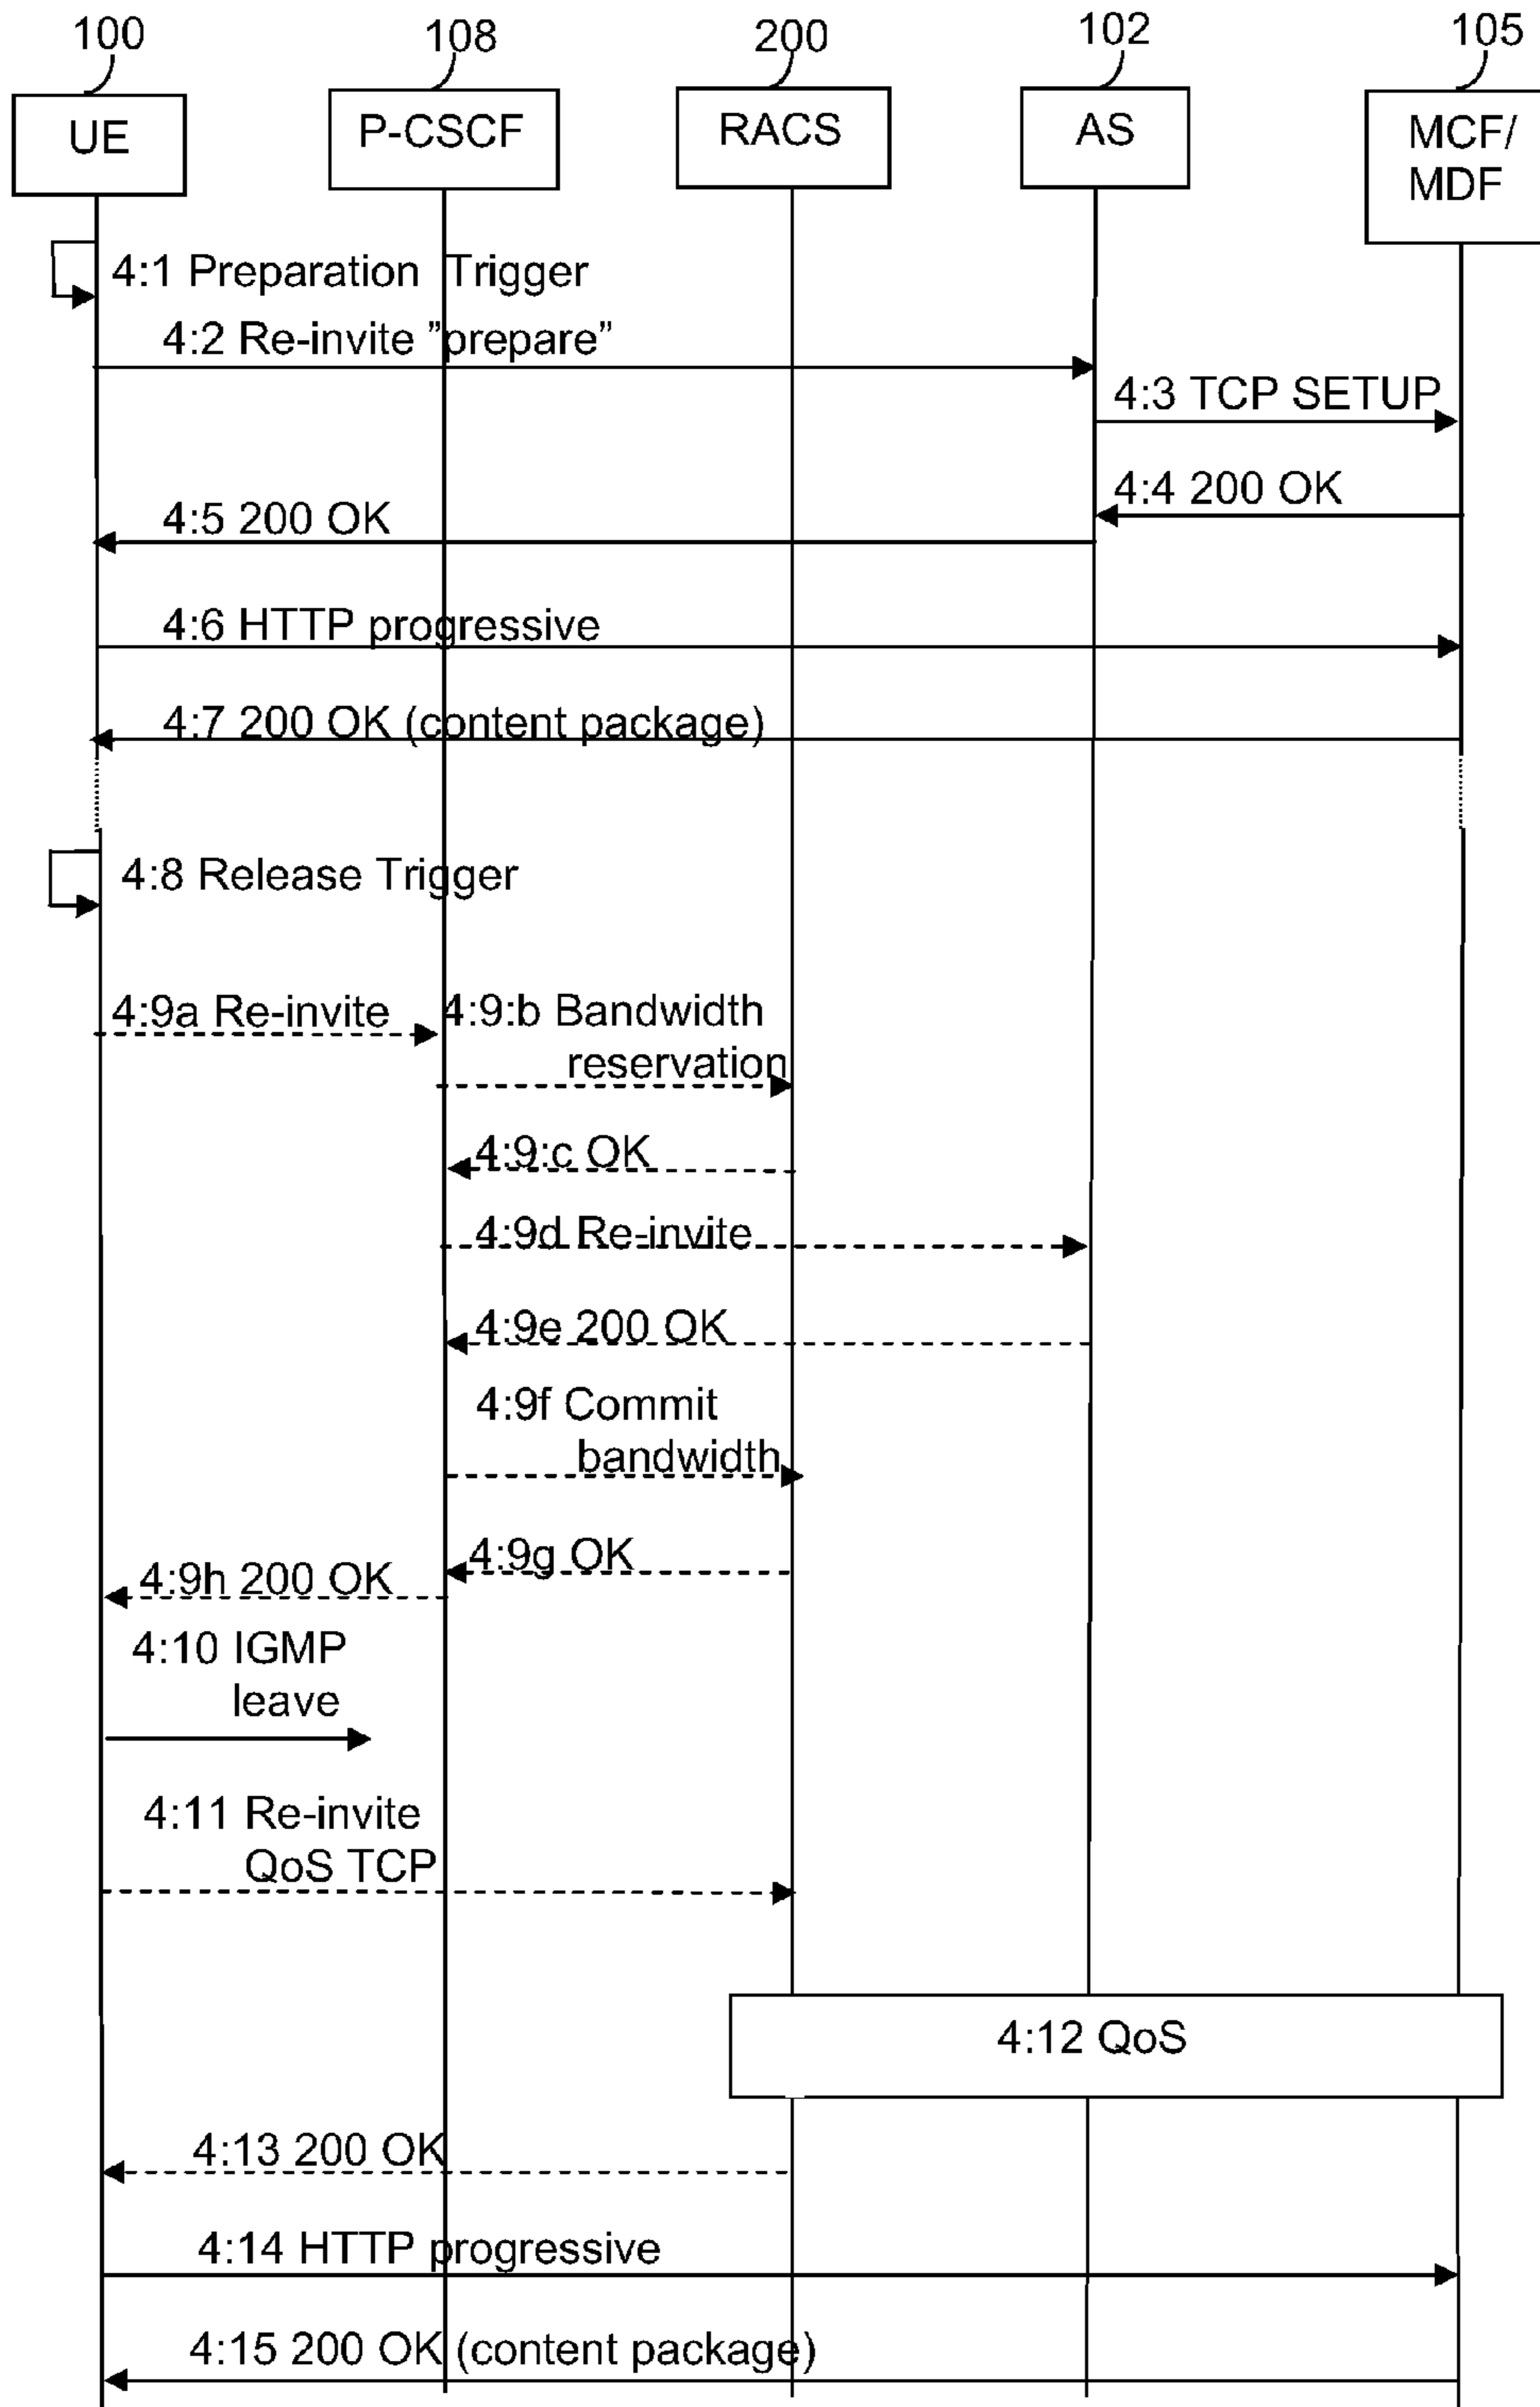 100
108
200
102
105
UE
P-CSCF
RACS
AS
MCF/
MDF
4:1 Preparation Trigger
4:2 Re-invite ”prepare”
4:3 TCP SETUP
4:4 200 OK
4:5 200 OK
4:6 HTTP progressive
4:7 200 OK (content package)
4:8 Release Trigger
4:9a Re-invite
4:9:b Bandwidth
reservation
4:9:c OK
4:9d Re-invite
4:9e 200 OK
4:9f Commit
bandwidth
4:9g OK
4:9h 200 OK
4:10 IGMP
leave
4:11 Re-invite
QoS TCP
4:12 QoS
4:13 200 OK
4:14 HTTP progressive
4:15 200 OK (content package)